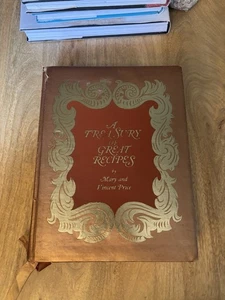 A
TREASURY
of
GREAT
RECIPES
by
Mary and
Vincent Price